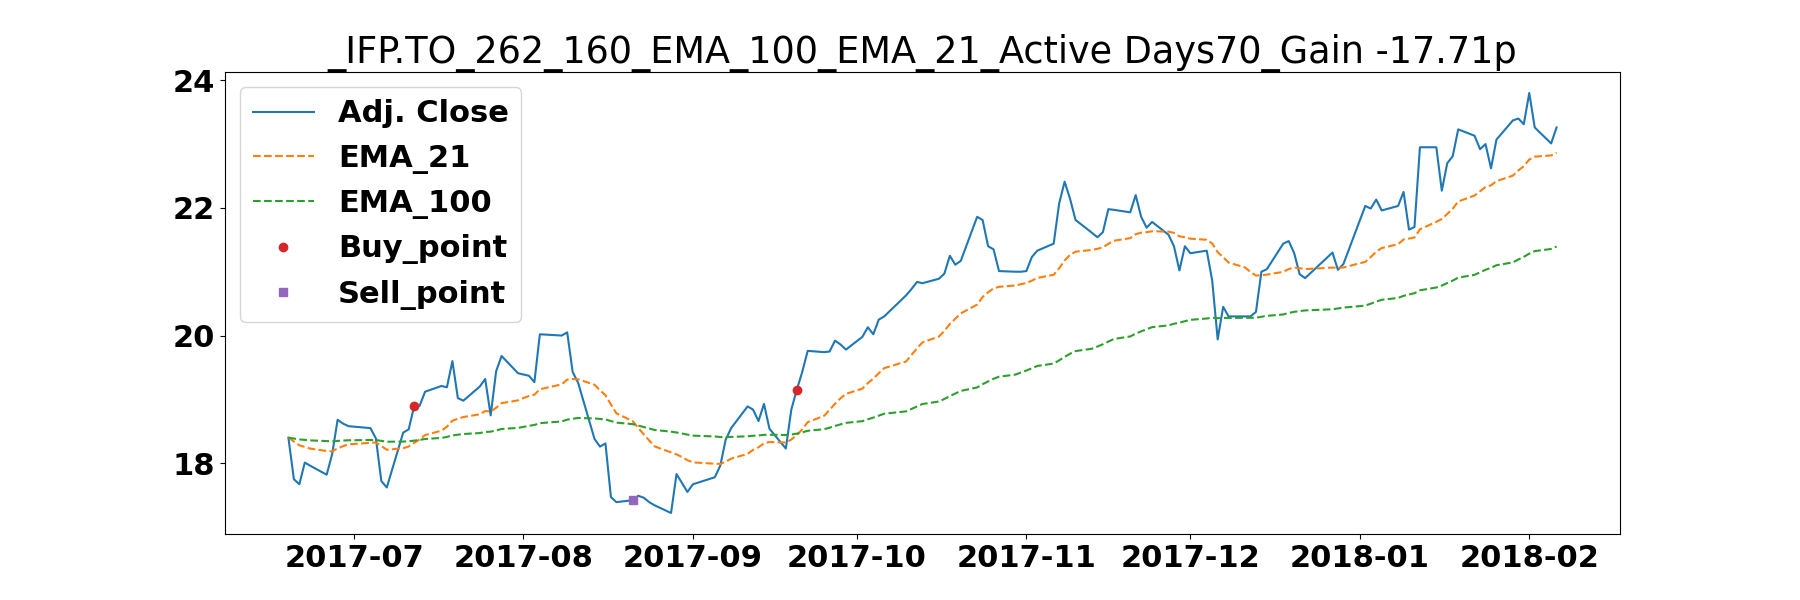 _IFP.TO_262_160_EMA_100_EMA_21_Active Days70_Gain -17.71p
24
22
20
18
Adj. Close
EMA_21
EMA_100
Buy_point
Sell_point
2017-07 2017-08 2017-09 2017-10 2017-11 2017-12 2018-01 2018-02